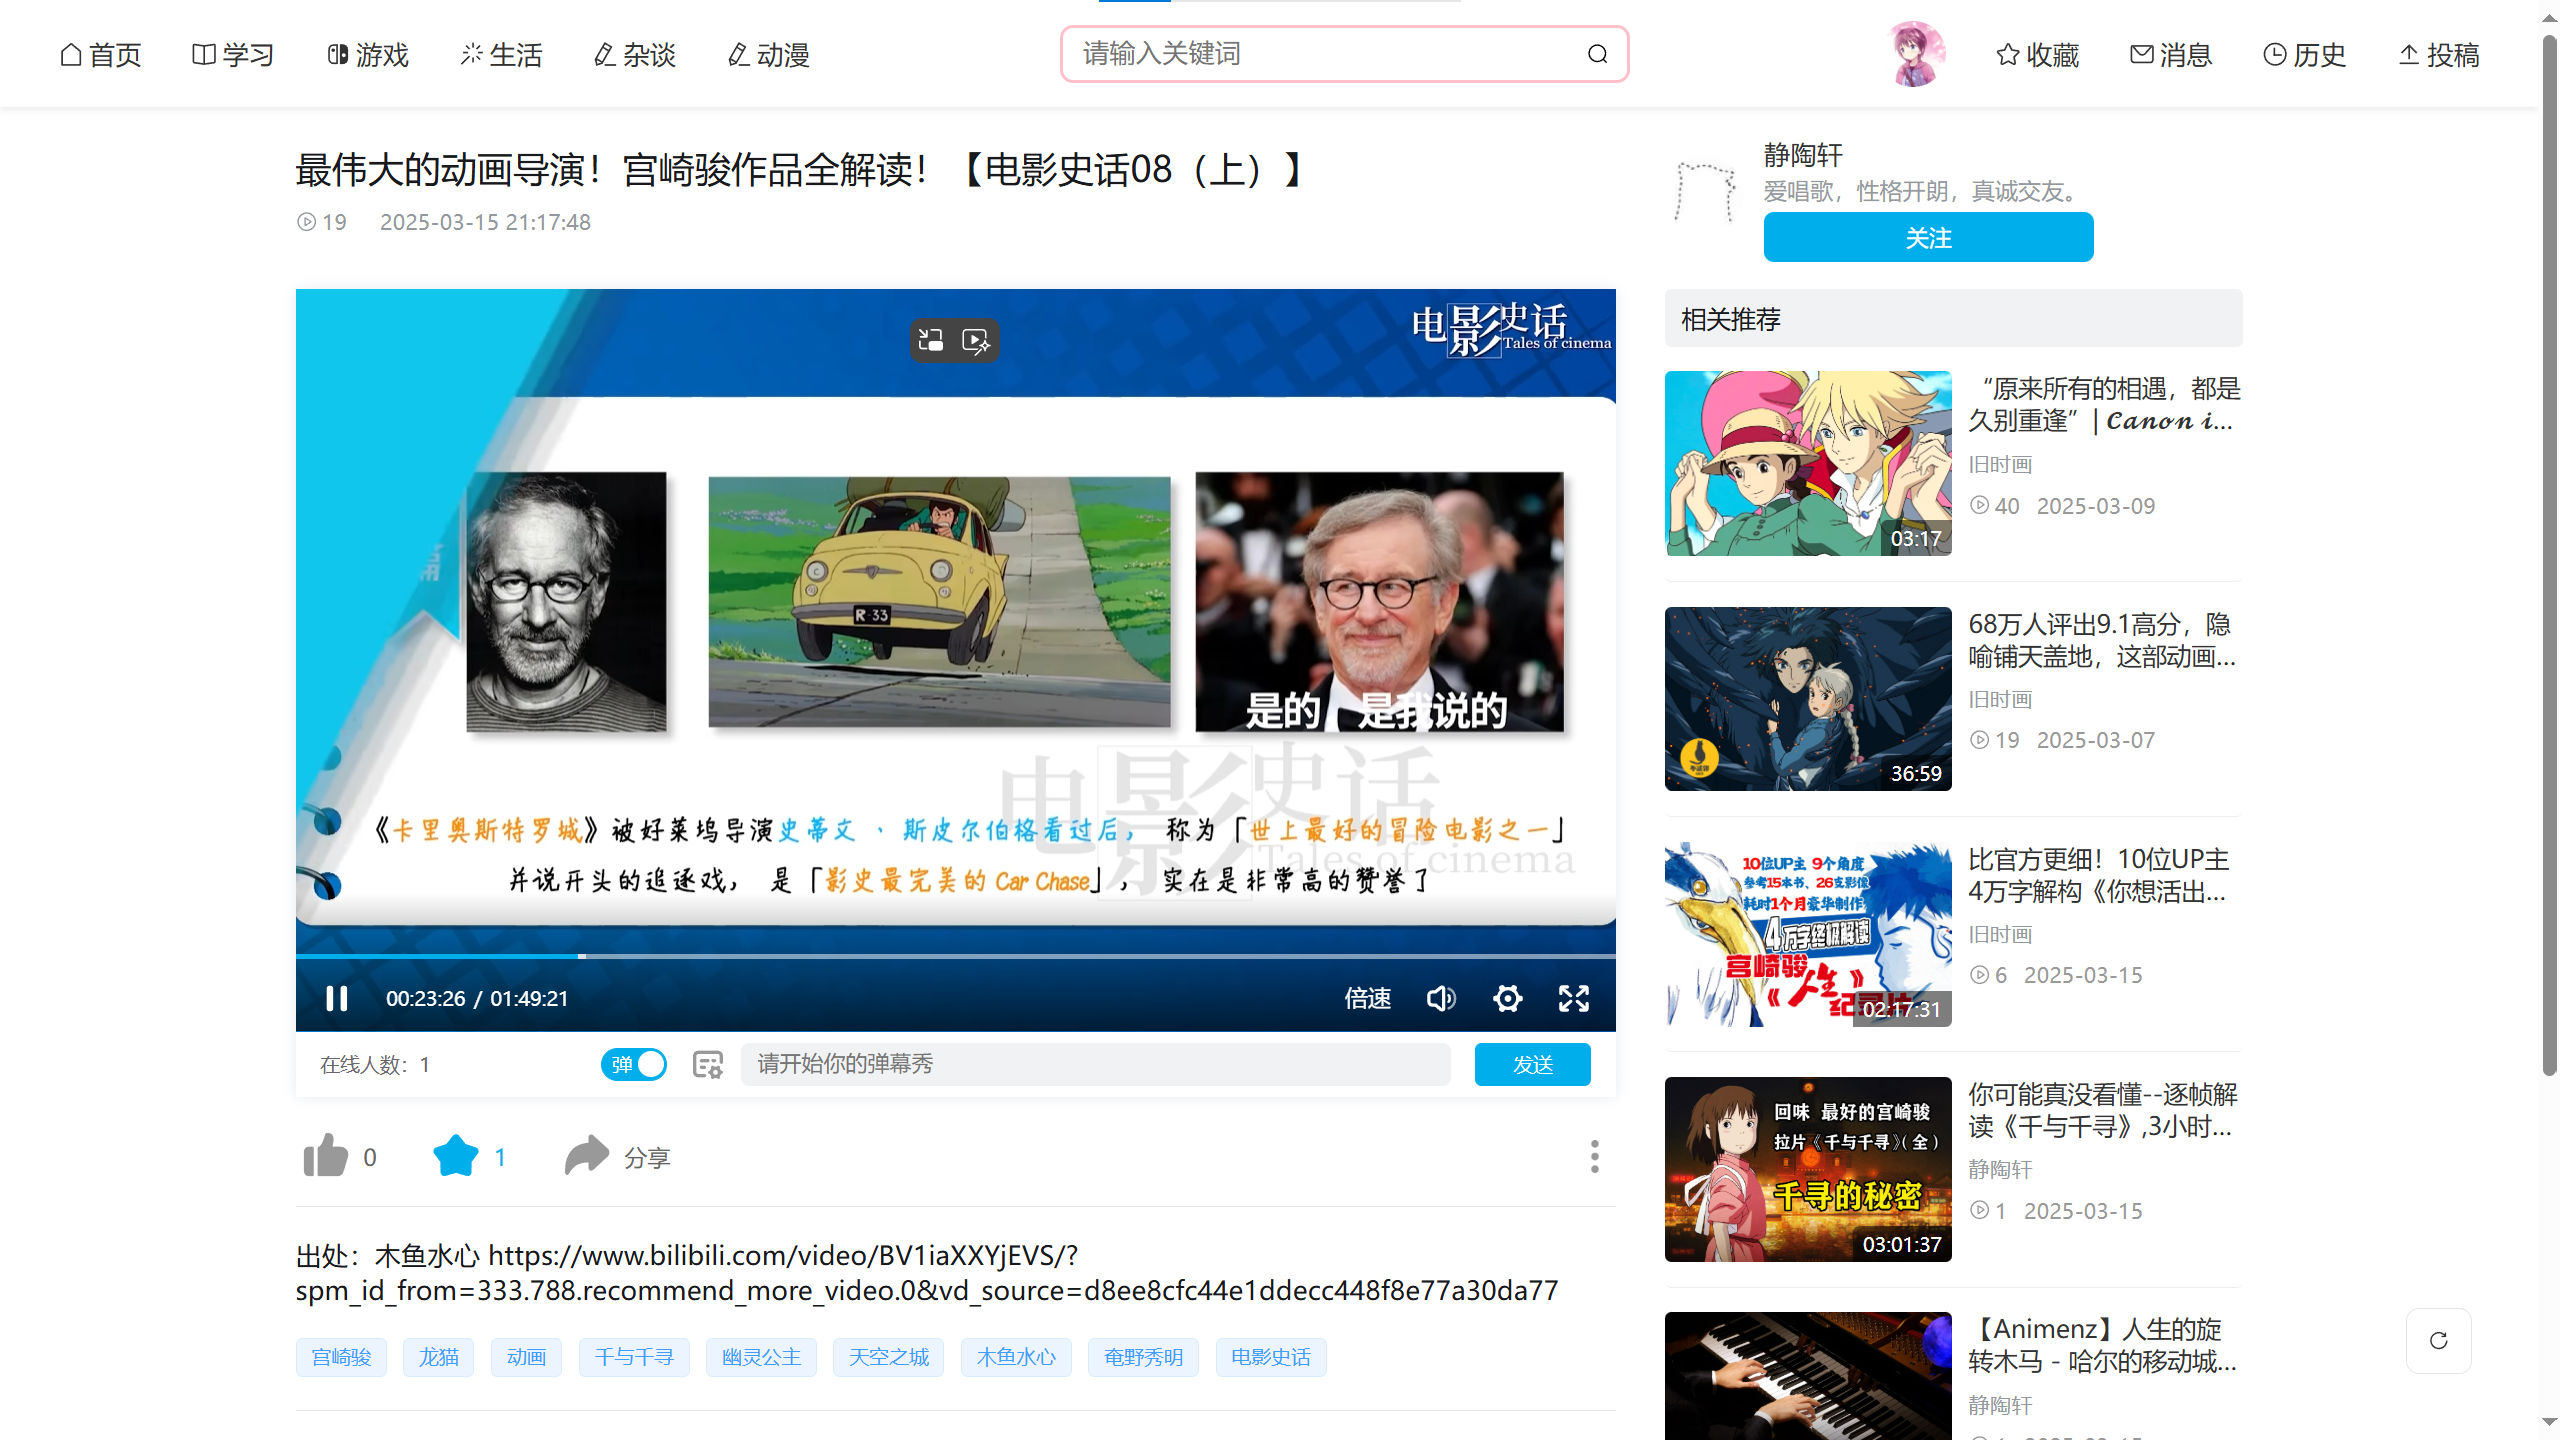 首页
学习
游戏
生活
杂谈
动漫
请输入关键词
收藏
消息
历史
投稿
最伟大的动画导演！宫崎骏作品全解读！【电影史话08（上）】
19 2025-03-15 21:17:48
静陶轩
爱唱歌，性格开朗，真诚交友。
关注
电影史话
Tales of cinema
R-33
是的 是我说的
电影史话
Tales of cinema
《卡里奥斯特罗城》被好莱坞导演史蒂文、斯皮尔伯格看过后，称为「世上最好的冒险电影之一」
并说开头的追逐戏，是「影史最完美的 Car Chase」，实在是非常高的赞誉了
00:23:26 / 01:49:21
倍速
在线人数：1
弹
请开始你的弹幕秀
发送
0
1
分享
出处：木鱼水心 https://www.bilibili.com/video/BV1iaXXYjEVS/?
spm_id_from=333.788.recommend_more_video.0&vd_source=d8ee8cfc44e1ddecc448f8e77a30da77
宫崎骏
龙猫
动画
千与千寻
幽灵公主
天空之城
木鱼水心
奄野秀明
电影史话
相关推荐
03:17
“原来所有的相遇，都是
久别重逢” | 𝓒𝓪𝓷𝓸𝓷 𝓲...
旧时画
40 2025-03-09
36:59
68万人评出9.1高分，隐
喻铺天盖地，这部动画...
旧时画
19 2025-03-07
10位UP主 9个角度
参考15本书、26支影像
耗时1个月豪华制作
4万字终极解读
宫崎骏
《人生》
纪录片
02:17:31
比官方更细！10位UP主
4万字解构《你想活出...
旧时画
6 2025-03-15
回味 最好的宫崎骏
拉片《千与千寻》（全）
千寻的秘密
03:01:37
你可能真没看懂--逐帧解
读《千与千寻》,3小时...
静陶轩
1 2025-03-15
【Animenz】人生的旋
转木马 - 哈尔的移动城...
静陶轩